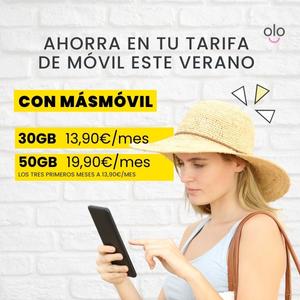 olo
AHORRA EN TU TARIFA
DE MÓVIL ESTE VERANO
CON MÁSMÓVIL
30GB 13,90€/mes
50GB 19,90€/mes
LOS TRES PRIMEROS MESES A 13,90€/MES